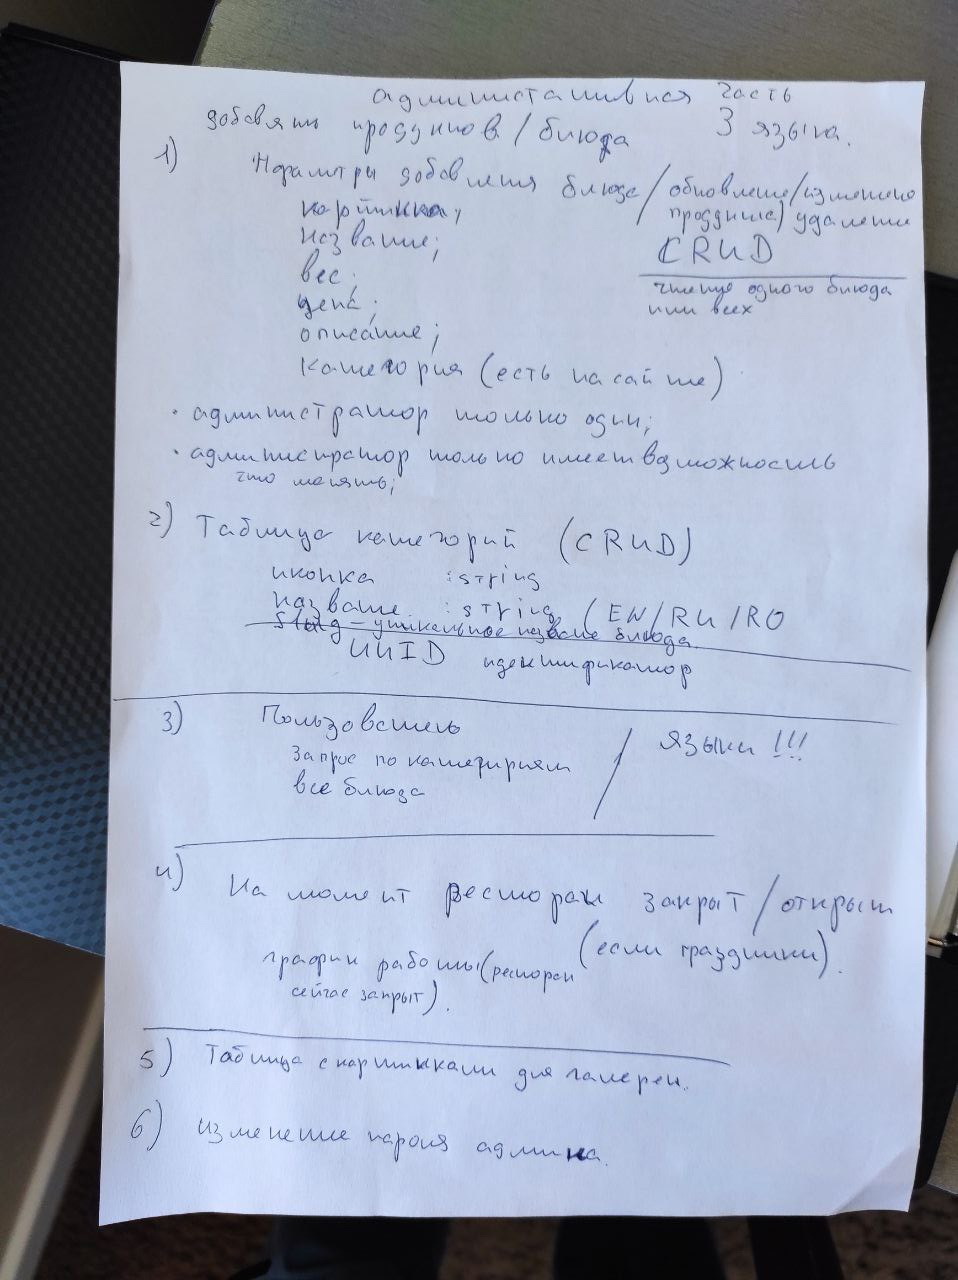 администативная часть
добавять продуктов / блюда 3 языка.
1) Параметры добавления блюда / обновление / изменение
картинка; продукта) удаление
название; CRUD
вес;
цена; чтение одного блюда
описание; или всех
категория (есть на сайте)
• администратор только один;
• администратор только имеет возможность
что менять;
2) Таблица категорий (CRUD)
иконка : string
название : string (EN / RU / RO
Slug - уникальное название блюда.
UUID идентификатор
3) Пользователь / языки !!!
запрос по категориям
все блюда
4) На момент ресторан закрыт / открыт
(если праздники).
график работы (ресторан
сейчас закрыт).
5) Таблица с картинками для галереи.
6) изменение пароля админа.